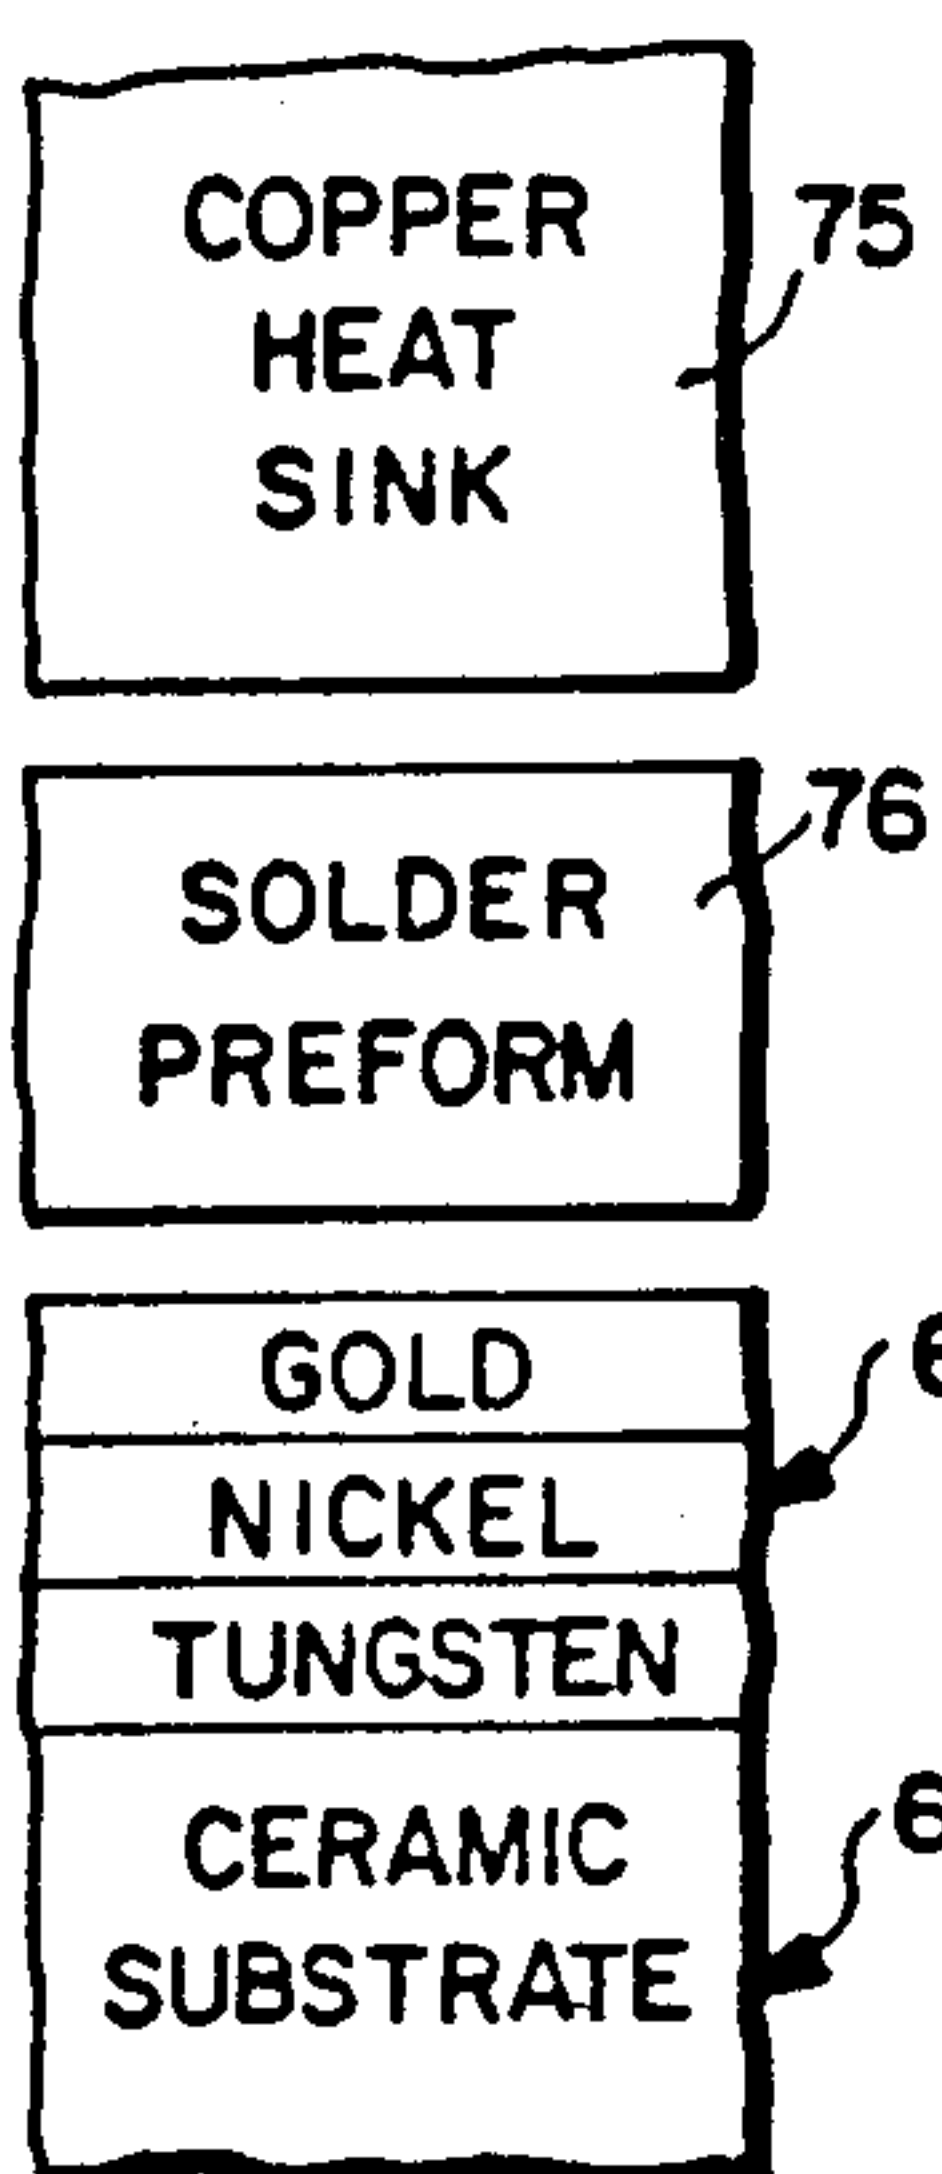 COPPER
HEAT
SINK
75
SOLDER
PREFORM
76
GOLD
NICKEL
TUNGSTEN
CERAMIC
SUBSTRATE